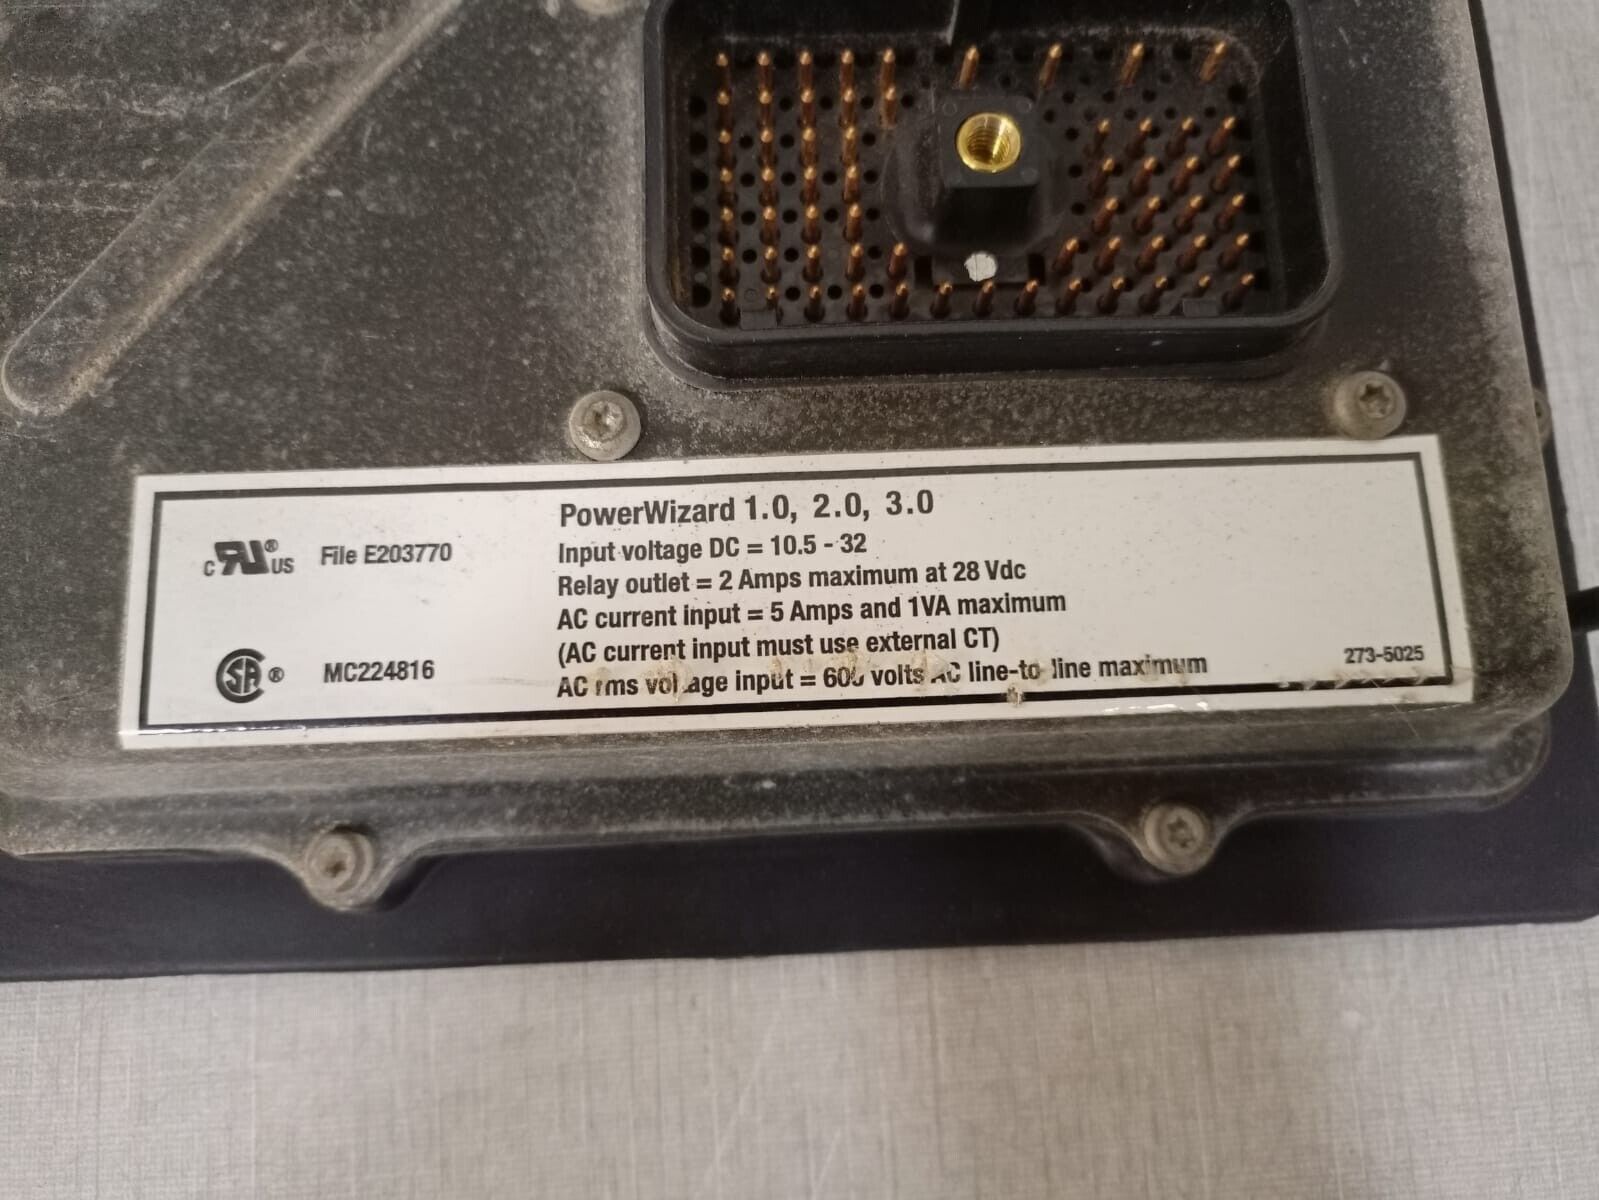 PowerWizard 1.0, 2.0, 3.0
Input voltage DC = 10.5 - 32
Relay outlet = 2 Amps maximum at 28 Vdc
AC current input = 5 Amps and 1VA maximum
(AC current input must use external CT)
AC rms voltage input = 600 volts AC line-to-line maximum
c RU ® US File E203770
SA ® MC224816
273-5025